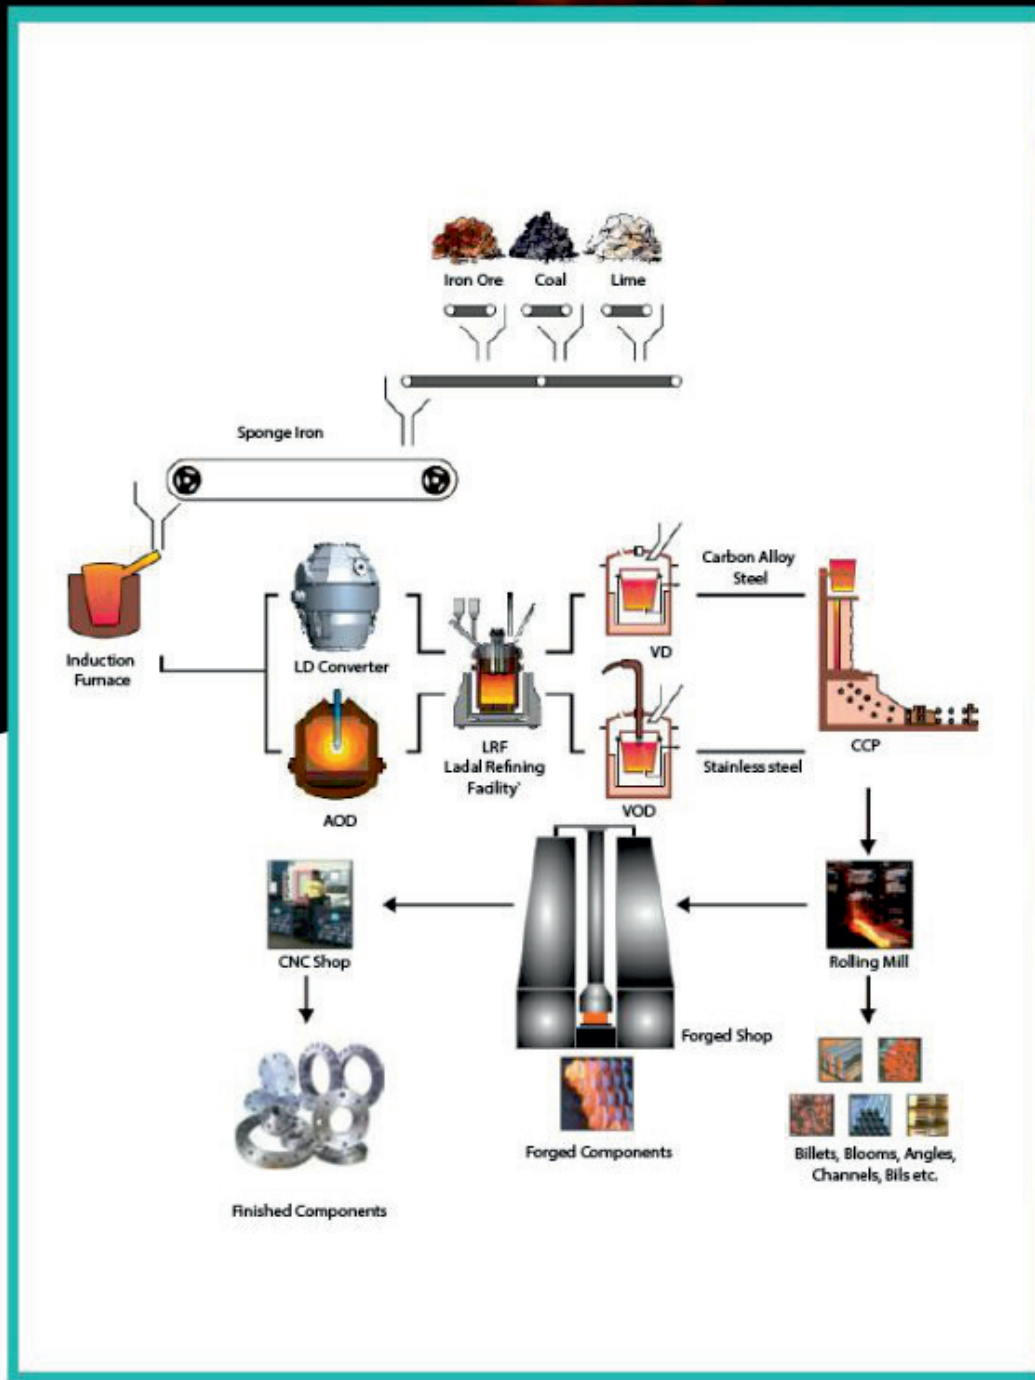 Iron Ore
Coal
Lime
Sponge Iron
Induction
Furnace
LD Converter
AOD
LRF
Ladal Refining
Facility`
VD
VOD
Carbon Alloy
Steel
Stainless steel
CCP
CNC Shop
Rolling Mill
Forged Shop
Forged Components
Billets, Blooms, Angles,
Channels, Bils etc.
Finished Components